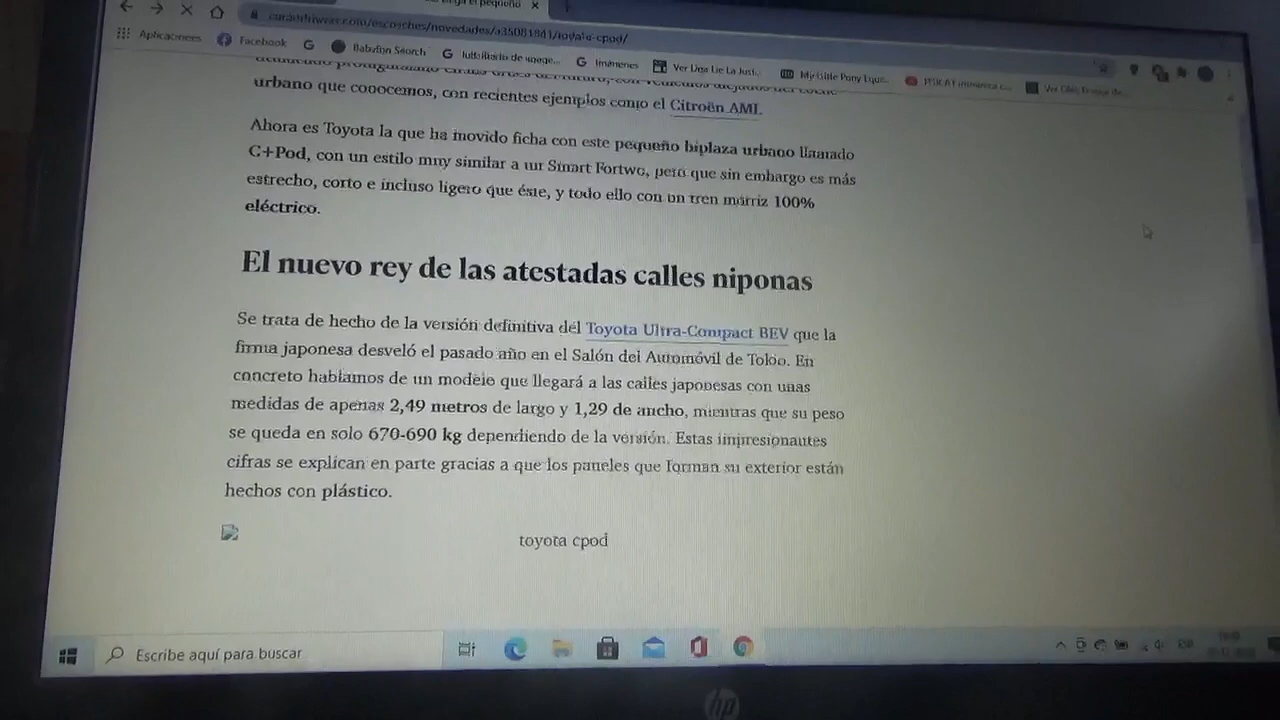 Aplicaciones Facebook Babylon Search Imágenes
urbano que conocemos, con recientes ejemplos como el Citroën AMI.
Ahora es Toyota la que ha movido ficha con este pequeño biplaza urbano llamado
C+Pod, con un estilo muy similar a un Smart Fortwo, pero que sin embargo es más
estrecho, corto e incluso ligero que éste, y todo ello con un tren motriz 100%
eléctrico.
El nuevo rey de las atestadas calles niponas
Se trata de hecho de la versión definitiva del Toyota Ultra-Compact BEV que la
firma japonesa desveló el pasado año en el Salón del Automóvil de Tokio. En
concreto hablamos de un modelo que llegará a las calles japonesas con unas
medidas de apenas 2,49 metros de largo y 1,29 de ancho, mientras que su peso
se queda en solo 670-690 kg dependiendo de la versión. Estas impresionantes
cifras se explican en parte gracias a que los paneles que forman su exterior están
hechos con plástico.
toyota cpod
Escribe aquí para buscar
hp